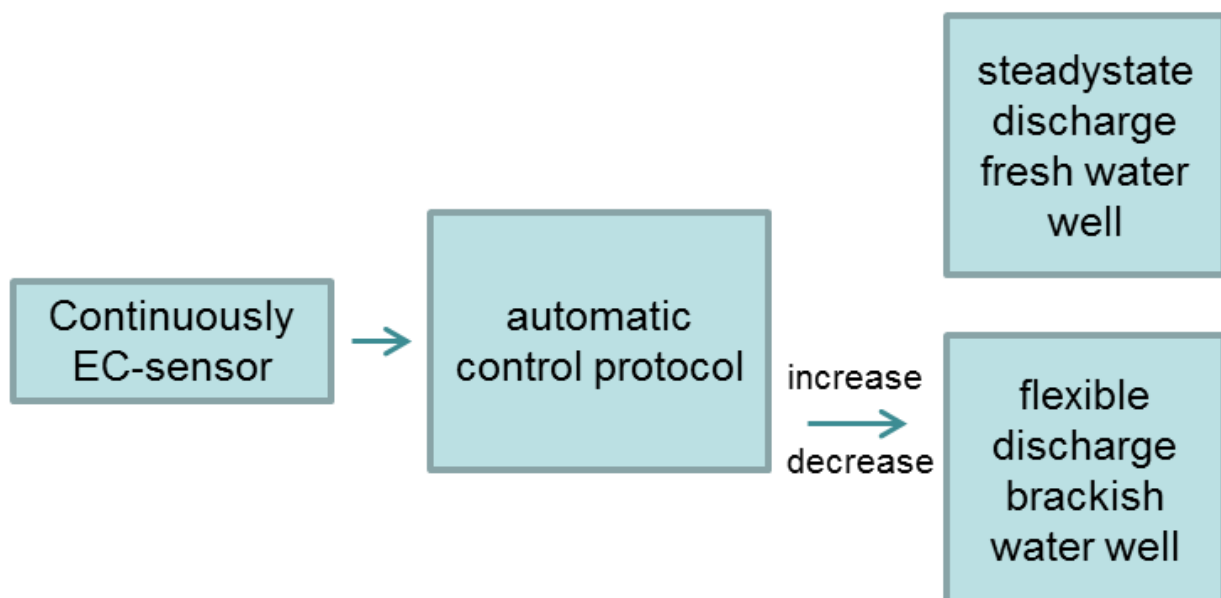 Continuously
EC-sensor
automatic
control protocol
increase
decrease
steadystate
discharge
fresh water
well
flexible
discharge
brackish
water well